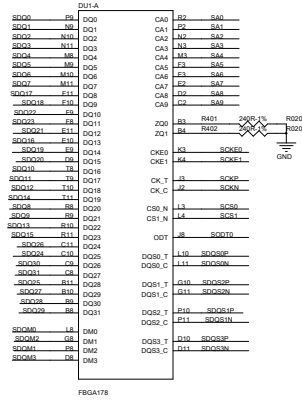 DU1-A
SDQ0 P9 DQ0 CA0 R2 SA0
SDQ1 N9 DQ1 CA1 P2 SA1
SDQ2 N10 DQ2 CA2 N2 SA2
SDQ3 N11 DQ3 CA3 N3 SA3
SDQ4 M8 DQ4 CA4 M3 SA4
SDQ5 M9 DQ5 CA5 F3 SA5
SDQ6 M10 DQ6 CA6 E3 SA6
SDQ7 M11 DQ7 CA7 E2 SA7
SDQ17 F11 DQ8 CA8 D2 SA8
SDQ18 F10 DQ9 CA9 C2 SA9
SDQ22 F9 DQ10
SDQ23 F8 DQ11 ZQ0 B3 R401 240R-1% R020
SDQ21 E11 DQ12 ZQ1 B4 R402 240R-1% R020
SDQ16 E10 DQ13
SDQ19 E9 DQ14 CKE0 K3 SCKE0
SDQ20 D9 DQ15 CKE1 K4 SCKE1
GND
SDQ10 T8 DQ16
SDQ11 T9 DQ17 CK_T J3 SCKP
SDQ12 T10 DQ18 CK_C J2 SCKN
SDQ14 T11 DQ19
SDQ8 R8 DQ20 CS0_N L3 SCS0
SDQ9 R9 DQ21 CS1_N L4 SCS1
SDQ13 R10 DQ22
SDQ15 R11 DQ23 ODT J8 SODT0
SDQ26 C11 DQ24
SDQ24 C10 DQ25 DQS0_T L10 SDQS0P
SDQ30 C9 DQ26 DQS0_C L11 SDQS0N
SDQ31 C8 DQ27
SDQ25 B11 DQ28 DQS1_T G10 SDQS2P
SDQ27 B10 DQ29 DQS1_C G11 SDQS2N
SDQ28 B9 DQ30
SDQ29 B8 DQ31 DQS2_T P10 SDQS1P
DQS2_C P11 SDQS1N
SDQM0 L8 DM0
SDQM2 G8 DM1 DQS3_T D10 SDQS3P
SDQM1 P8 DM2 DQS3_C D11 SDQS3N
SDQM3 D8 DM3
FBGA178